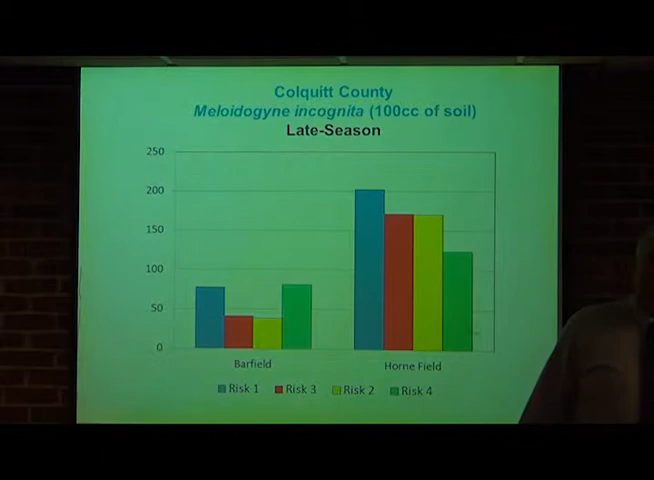 Colquitt County
Meloidogyne incognita (100cc of soil)
Late-Season
250
200
150
100
50
0
Barfield
Horne Field
Risk 1
Risk 3
Risk 2
Risk 4